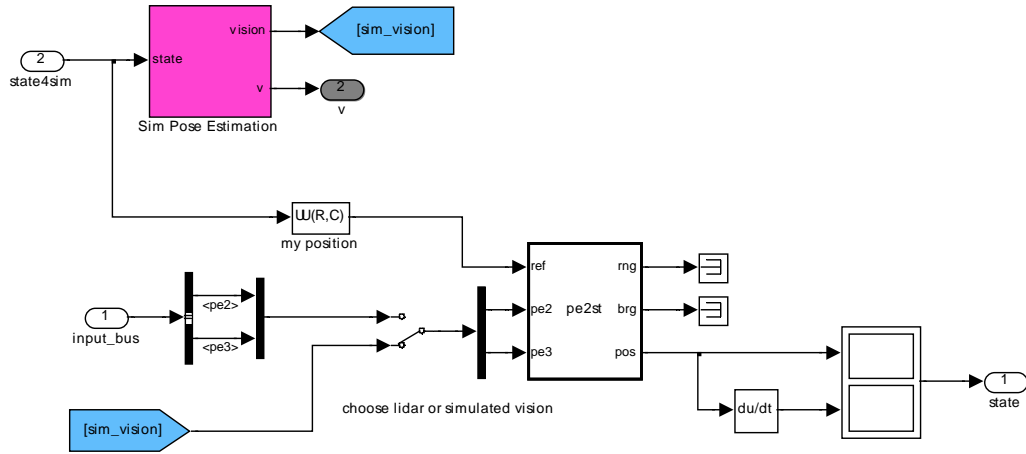 vision
[sim_vision]
2
state
state4sim
v
2
v
Sim Pose Estimation
UU(R,C)
my position
ref
rng
<pe2>
pe2
pe2st
brg
1
input_bus
<pe3>
pe3
pos
1
state
choose lidar or simulated vision
du/dt
[sim_vision]